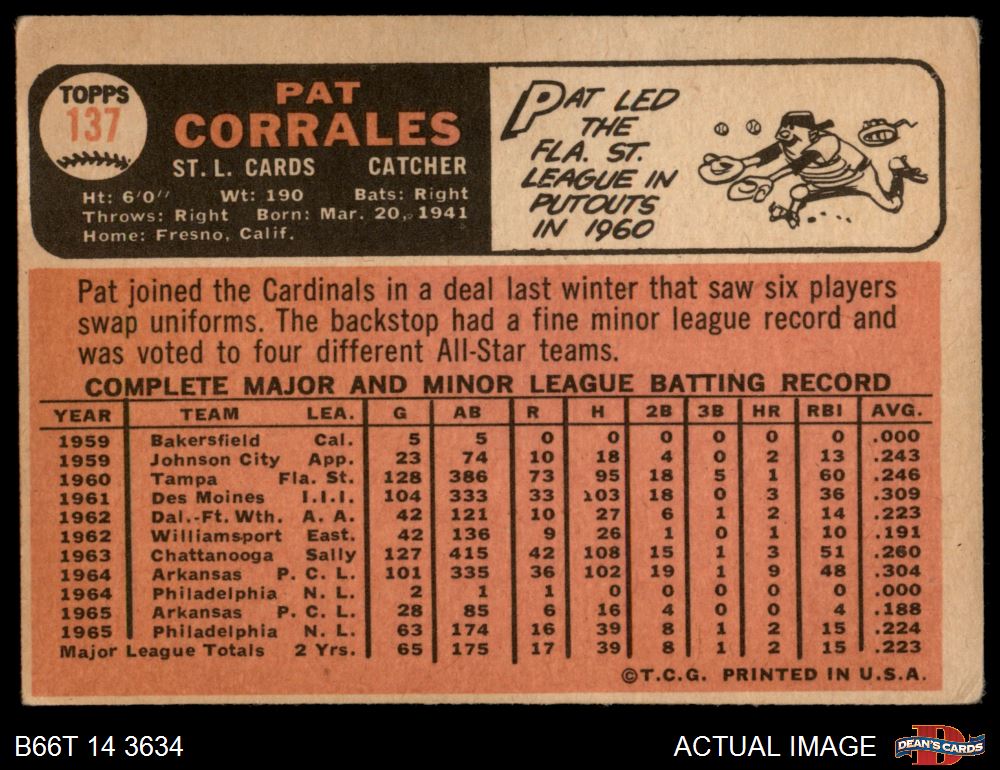 TOPPS
137
PAT
CORRALES
ST. L. CARDS CATCHER
Ht: 6'0" Wt: 190 Bats: Right
Throws: Right Born: Mar. 20, 1941
Home: Fresno, Calif.
PAT LED
THE
FLA. ST.
LEAGUE IN
PUTOUTS
IN 1960
Pat joined the Cardinals in a deal last winter that saw six players
swap uniforms. The backstop had a fine minor league record and
was voted to four different All-Star teams.
COMPLETE MAJOR AND MINOR LEAGUE BATTING RECORD
YEAR TEAM LEA. G AB R H 2B 3B HR RBI AVG.
1959 Bakersfield Cal. 5 5 0 0 0 0 0 0 .000
1959 Johnson City App. 23 74 10 18 4 0 2 13 .243
1960 Tampa Fla. St. 128 386 73 95 18 5 1 60 .246
1961 Des Moines I.I.I. 104 333 33 103 18 0 3 36 .309
1962 Dal.-Ft. Wth. A. A. 42 121 10 27 6 1 2 14 .223
1962 Williamsport East. 42 136 9 26 1 0 1 10 .191
1963 Chattanooga Sally 127 415 42 108 15 1 3 51 .260
1964 Arkansas P. C. L. 101 335 36 102 19 1 9 48 .304
1964 Philadelphia N. L. 2 1 1 0 0 0 0 0 .000
1965 Arkansas P. C. L. 28 85 6 16 4 0 0 4 .188
1965 Philadelphia N. L. 63 174 16 39 8 1 2 15 .224
Major League Totals 2 Yrs. 65 175 17 39 8 1 2 15 .223
©T.C.G. PRINTED IN U.S.A.
B66T 14 3634
ACTUAL IMAGE
DEAN'S CARDS